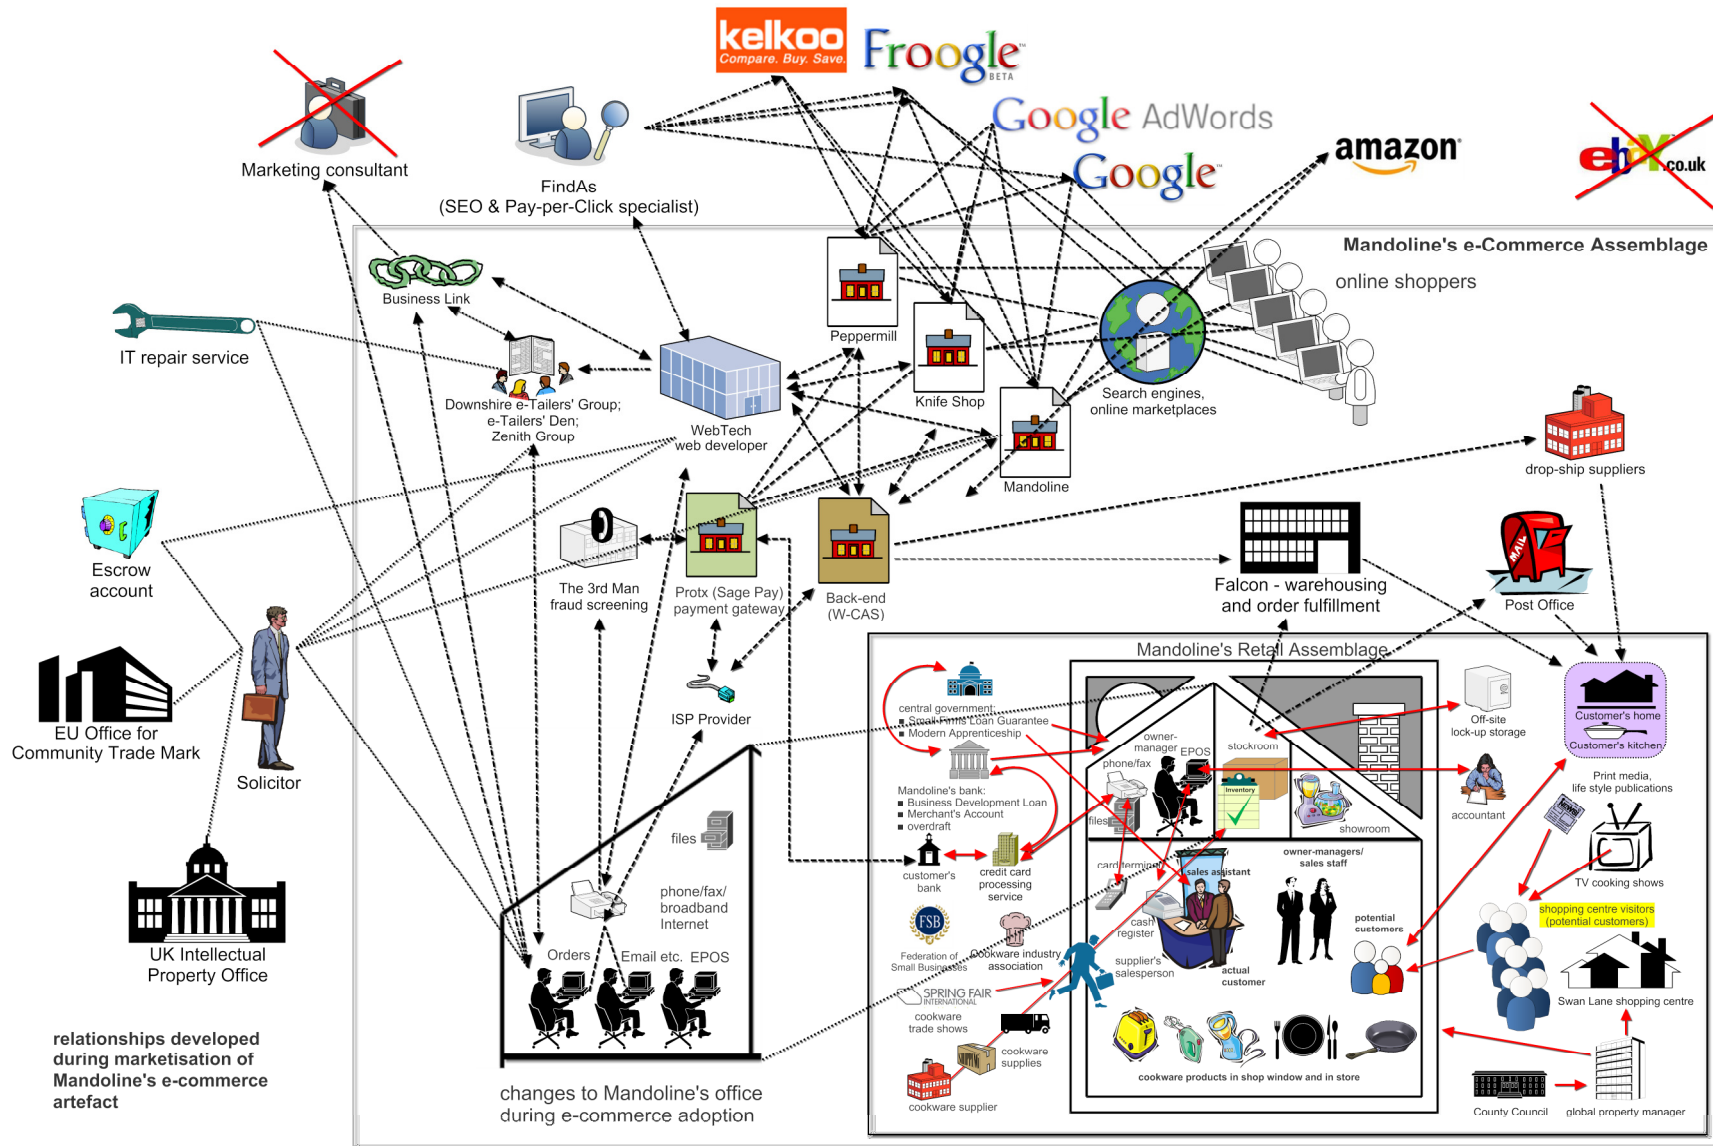 kelkoo
Compare. Buy. Save.
Froogle™
BETA
Google AdWords
Google™
amazon®
ebay.co.uk
Marketing consultant
FindAs
(SEO & Pay-per-Click specialist)
Mandoline's e-Commerce Assemblage
online shoppers
Business Link
IT repair service
Peppermill
Knife Shop
Search engines,
online marketplaces
Downshire e-Tailers' Group;
e-Tailers' Den;
Zenith Group
WebTech
web developer
Mandoline
drop-ship suppliers
Escrow
account
The 3rd Man
fraud screening
Protx (Sage Pay)
payment gateway
Back-end
(W-CAS)
Falcon - warehousing
and order fulfillment
MAIL
Post Office
EU Office for
Community Trade Mark
Solicitor
ISP Provider
UK Intellectual
Property Office
files
phone/fax/
broadband
Internet
Orders
Email etc.
EPOS
changes to Mandoline's office
during e-commerce adoption
relationships developed
during marketisation of
Mandoline's e-commerce
artefact
Mandoline's Retail Assemblage
central government:
▪ Small Firms Loan Guarantee
▪ Modern Apprenticeship
Mandoline's bank:
▪ Business Development Loan
▪ Merchant's Account
▪ overdraft
customer's
bank
credit card
processing
service
FSB
Federation of
Small Businesses
Cookware industry
association
SPRING FAIR
INTERNATIONAL
cookware
trade shows
SHIPPING
cookware
supplies
cookware supplier
owner-
manager
EPOS
phone/fax
files
stockroom
Inventory
showroom
card terminal
sales assistant
cash
register
supplier's
salesperson
actual
customer
owner-managers/
sales staff
potential
customers
cookware products in shop window and in store
Off-site
lock-up storage
accountant
Customer's home
Customer's kitchen
Print media,
life style publications
News
TV cooking shows
shopping centre visitors
(potential customers)
Swan Lane shopping centre
County Council
global property manager